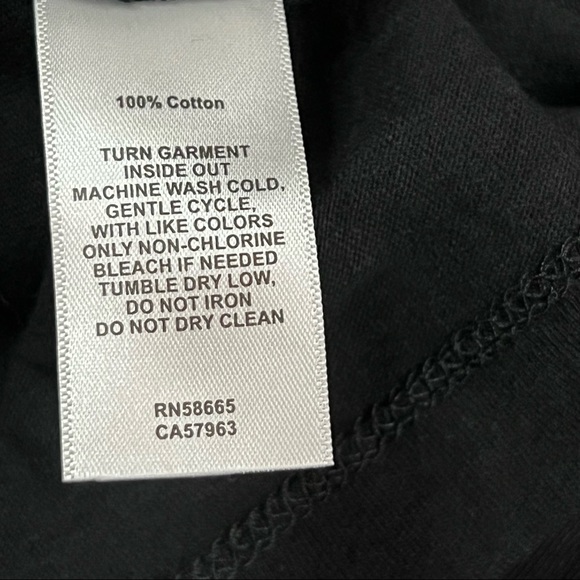 100% Cotton
TURN GARMENT
INSIDE OUT
MACHINE WASH COLD,
GENTLE CYCLE,
WITH LIKE COLORS
ONLY NON-CHLORINE
BLEACH IF NEEDED
TUMBLE DRY LOW,
DO NOT IRON
DO NOT DRY CLEAN
RN58665
CA57963